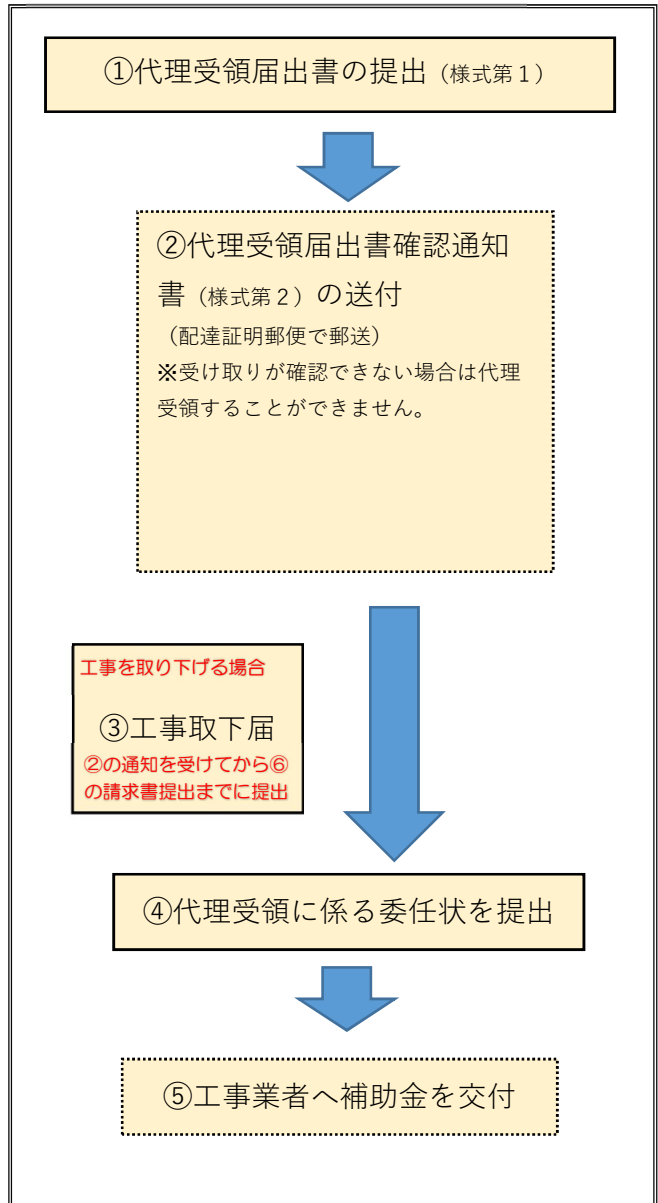 ①代理受領届出書の提出（様式第１）
②代理受領届出書確認通知
書（様式第２）の送付
（配達証明郵便で郵送）
※受け取りが確認できない場合は代理
受領することができません。
工事を取り下げる場合
③工事取下届
②の通知を受けてから⑥
の請求書提出までに提出
④代理受領に係る委任状を提出
⑤工事業者へ補助金を交付